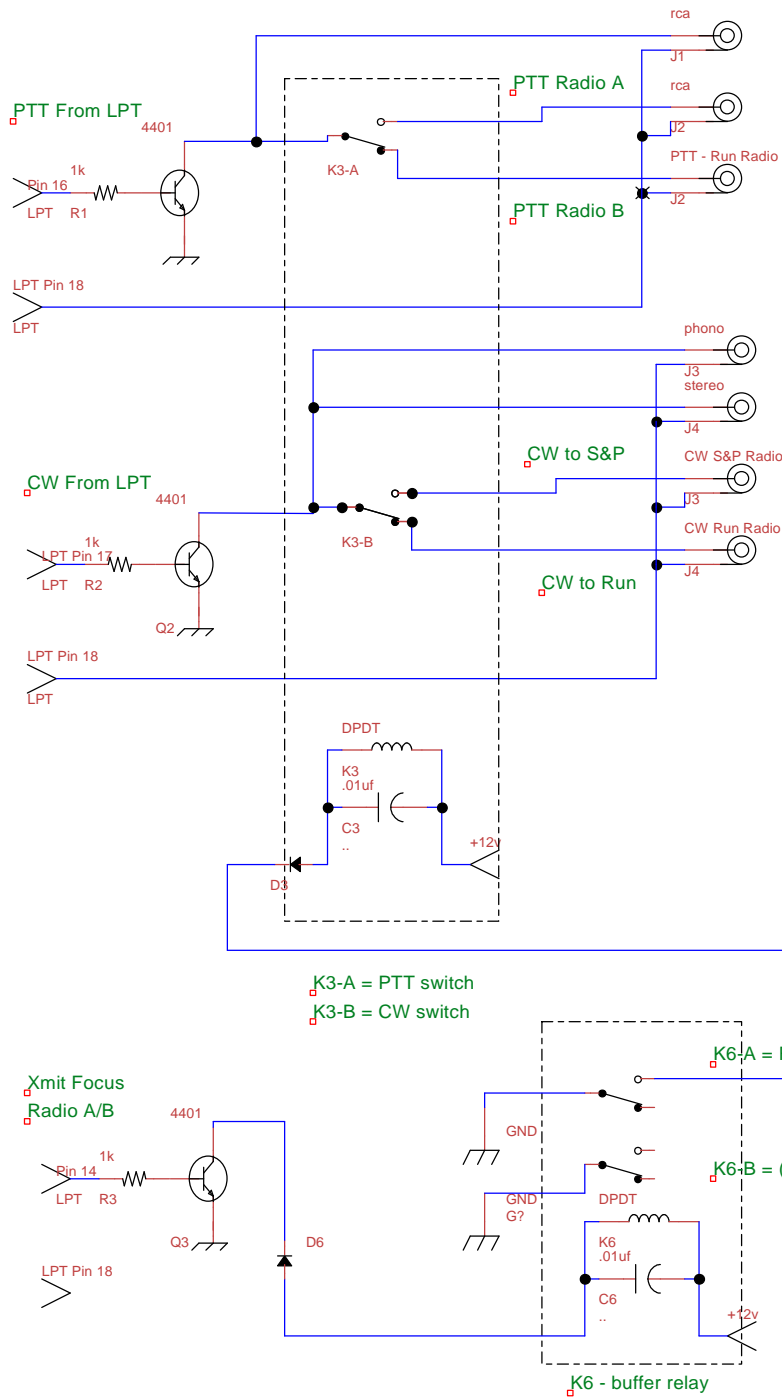 rca
J1
PTT Radio A
rca
J2
PTT From LPT
4401
PTT - Run Radio
J2
K3-A
1k
Pin 16
LPT
R1
PTT Radio B
LPT Pin 18
LPT
phono
J3
stereo
J4
CW to S&P
CW S&P Radio
J3
CW From LPT
4401
CW Run Radio
J4
K3-B
1k
LPT Pin 17
LPT
R2
CW to Run
Q2
LPT Pin 18
LPT
DPDT
K3
.01uf
C3
..
+12v
D3
K3-A = PTT switch
K3-B = CW switch
K6-A =
Xmit Focus
Radio A/B
4401
GND
1k
Pin 14
LPT
R3
K6-B = (
GND
G?
DPDT
Q3
D6
K6
.01uf
C6
..
LPT Pin 18
+12v
K6 - buffer relay